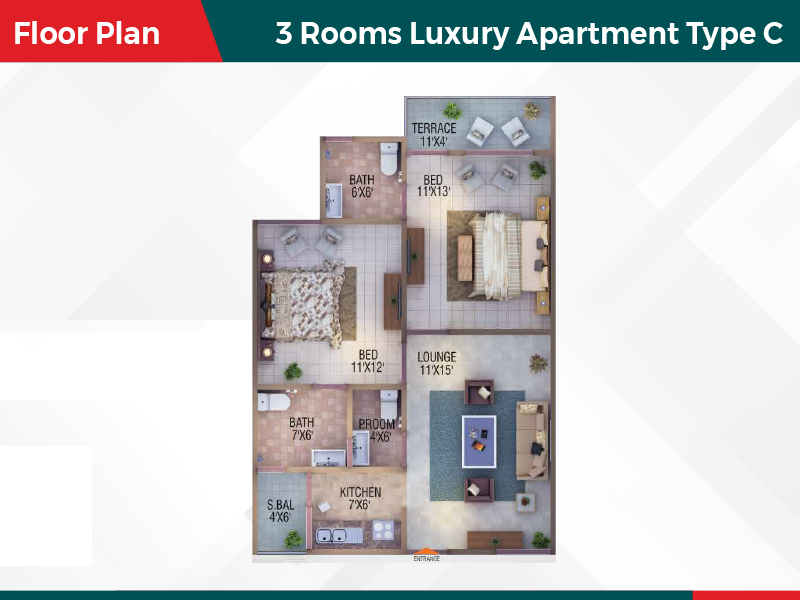 Floor Plan
3 Rooms Luxury Apartment Type C
TERRACE
11'X4'
BATH
6'X6'
BED
11'X13'
BED
11'X12'
LOUNGE
11'X15'
BATH
7'X6'
PROOM
4'X6'
KITCHEN
7'X6'
S.BAL
4'X6'
ENTRANCE